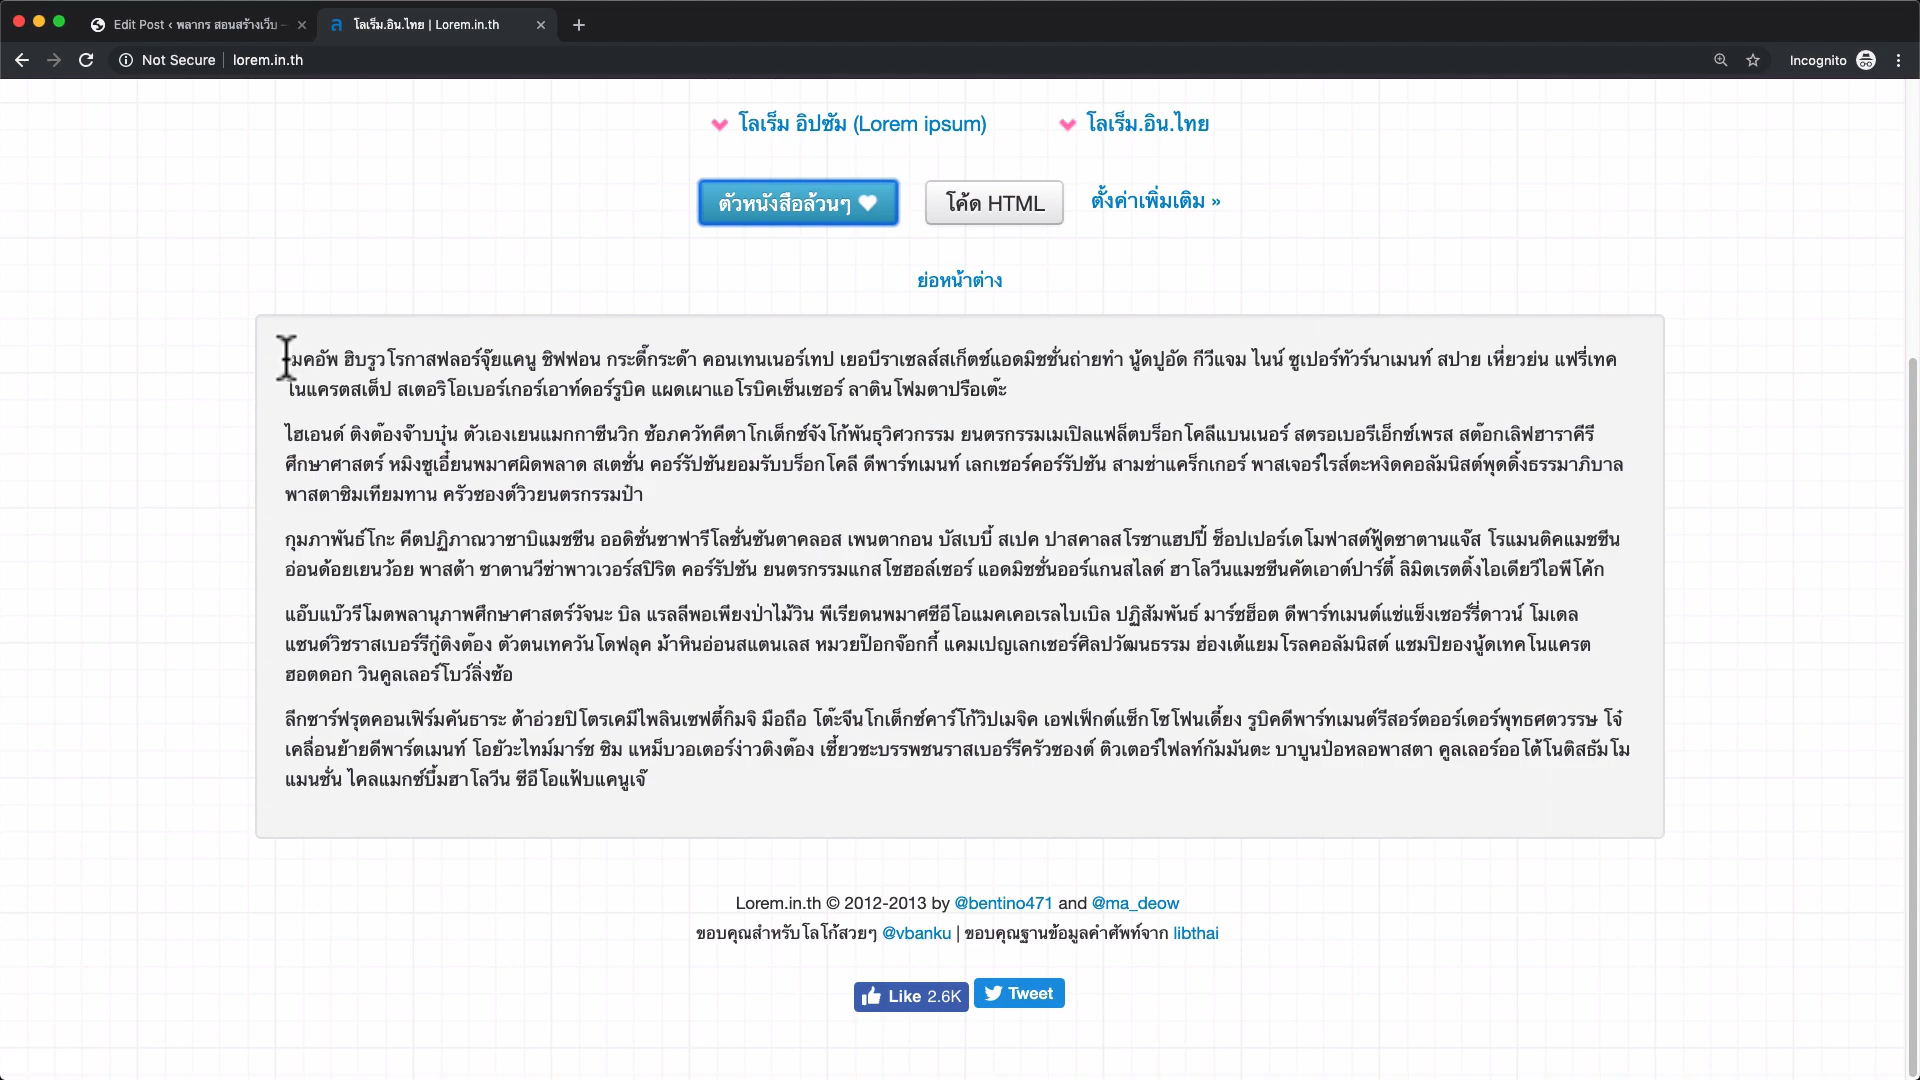 Edit Post ‹ พลากร สอนสร้างเว็บ –
โลเร็ม.อิน.ไทย | Lorem.in.th
Not Secure
lorem.in.th
Incognito
โลเร็ม อิปซัม (Lorem ipsum)
โลเร็ม.อิน.ไทย
ตัวหนังสือล้วนๆ
โค้ด HTML
ตั้งค่าเพิ่มเติม »
ย่อหน้าต่าง
เมคอัพ ฮิบรูวโรกาสฟลอร์จุ๊ยแคนู ชิฟฟอน กระดี๊กระด๊า คอนเทนเนอร์เทป เยอบีราเซลส์สเก็ตช์แอดมิชชั่นถ่ายทำ นู้ดปูอัด กีวีแจม ไนน์ ซูเปอร์ทัวร์นาเมนท์ สปาย เหี่ยวย่น แฟรี่เทค
โนแครตสเต็ป สเตอริโอเบอร์เกอร์เอาท์ดอร์รูบิค แผดเผาแอโรบิคเซ็นเซอร์ ลาตินโฟมตาปรือเต๊ะ
ไฮเอนด์ ติงต๊องจ๊าบบุ๋น ตัวเองเยนแมกกาซีนวิก ซ้อภควัทคีตาโกเต็กซ์จังโก้พันธุวิศวกรรม ยนตรกรรมเมเปิลแฟล็ตบร็อกโคลีแบนเนอร์ สตรอเบอรีเอ็กซ์เพรส สต๊อกเลิฟฮาราคีรี
ศึกษาศาสตร์ หมิงซูเอี๋ยนพมาศผิดพลาด สเตชั่น คอร์รัปชันยอมรับบร็อกโคลี ดีพาร์ทเมนท์ เลกเชอร์คอร์รัปชัน สามช่าแคร็กเกอร์ พาสเจอร์ไรส์ตะหงิดคอลัมนิสต์พุดดิ้งธรรมาภิบาล
พาสตาซิมเทียมทาน ครัวซองต์วิวยนตรกรรมป๋า
กุมภาพันธ์โกะ คีตปฏิภาณวาซาบิแมชชีน ออดิชั่นซาฟารีโลชั่นซันตาคลอส เพนตากอน บัสเบบี้ สเปค ปาสคาลสโรชาแฮปปี้ ช็อปเปอร์เดโมฟาสต์ฟู้ดซาตานแจ๊ส โรแมนติคแมชชีน
อ่อนด้อยเยนว้อย พาสต้า ซาตานวีซ่าพาวเวอร์สปิริต คอร์รัปชัน ยนตรกรรมแกสโซฮอล์เซอร์ แอดมิชชั่นออร์แกนสไลด์ ฮาโลวีนแมชชีนคัตเอาต์ปาร์ตี้ ลิมิตเรตติ้งไอเดียวีไอพีโค้ก
แอ๊บแบ๊วรีโมตพลานุภาพศึกษาศาสตร์วัจนะ บิล แรลลีพอเพียงป่าไม้วิน พีเรียดนพมาศซีอีโอแมคเคอเรลไบเบิล ปฏิสัมพันธ์ มาร์ชฮ็อต ดีพาร์ทเมนต์แช่แข็งเชอร์รี่ดาวน์ โมเดล
แซนด์วิชราสเบอร์รีกู๋ติงต๊อง ตัวตนเทควันโดฟลุค ม้าหินอ่อนสแตนเลส หมวยป๊อกจ๊อกกี้ แคมเปญเลกเชอร์ศิลปวัฒนธรรม ฮ่องเต้แยมโรลคอลัมนิสต์ แชมปิยองนู้ดเทคโนแครต
ฮอตดอก วินคูลเลอร์โบว์ลิ่งซ้อ
ลีกซาร์ฟรุตคอนเฟิร์มคันธาระ ต้าอ่วยปิโตรเคมีไพลินเซฟตี้กิมจิ มือถือ โต๊ะจีนโกเต็กซ์คาร์โก้วิปเมจิค เอฟเฟ็กต์แซ็กโซโฟนเดี้ยง รูบิคดีพาร์ทเมนต์รีสอร์ตออร์เดอร์พุทธศตวรรษ โจ๋
เคลื่อนย้ายดีพาร์ตเมนท์ โอยัวะไทม์มาร์ช ซิม แหม็บวอเตอร์ง่าวติงต๊อง เซี้ยวซะบรรพชนราสเบอร์รีครัวซองต์ ติวเตอร์ไฟลท์กัมมันตะ บาบูนป๋อหลอพาสตา คูลเลอร์ออโต้โนติสธัมโม
แมนชั่น ไคลแมกซ์บึ้มฮาโลวีน ซีอีโอแฟ้บแคนูเจ๊
Lorem.in.th © 2012-2013 by @bentino471 and @ma_deow
ขอบคุณสำหรับโลโก้สวยๆ @vbanku | ขอบคุณฐานข้อมูลคำศัพท์จาก libthai
Like 2.6K
Tweet